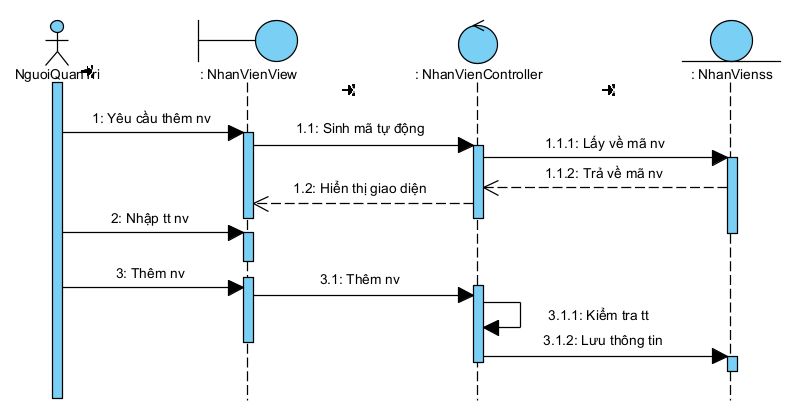 NguoiQuanTri
: NhanVienView
: NhanVienController
: NhanVienss
1: Yêu cầu thêm nv
1.1: Sinh mã tự động
1.1.1: Lấy về mã nv
1.1.2: Trả về mã nv
1.2: Hiển thị giao diện
2: Nhập tt nv
3: Thêm nv
3.1: Thêm nv
3.1.1: Kiểm tra tt
3.1.2: Lưu thông tin